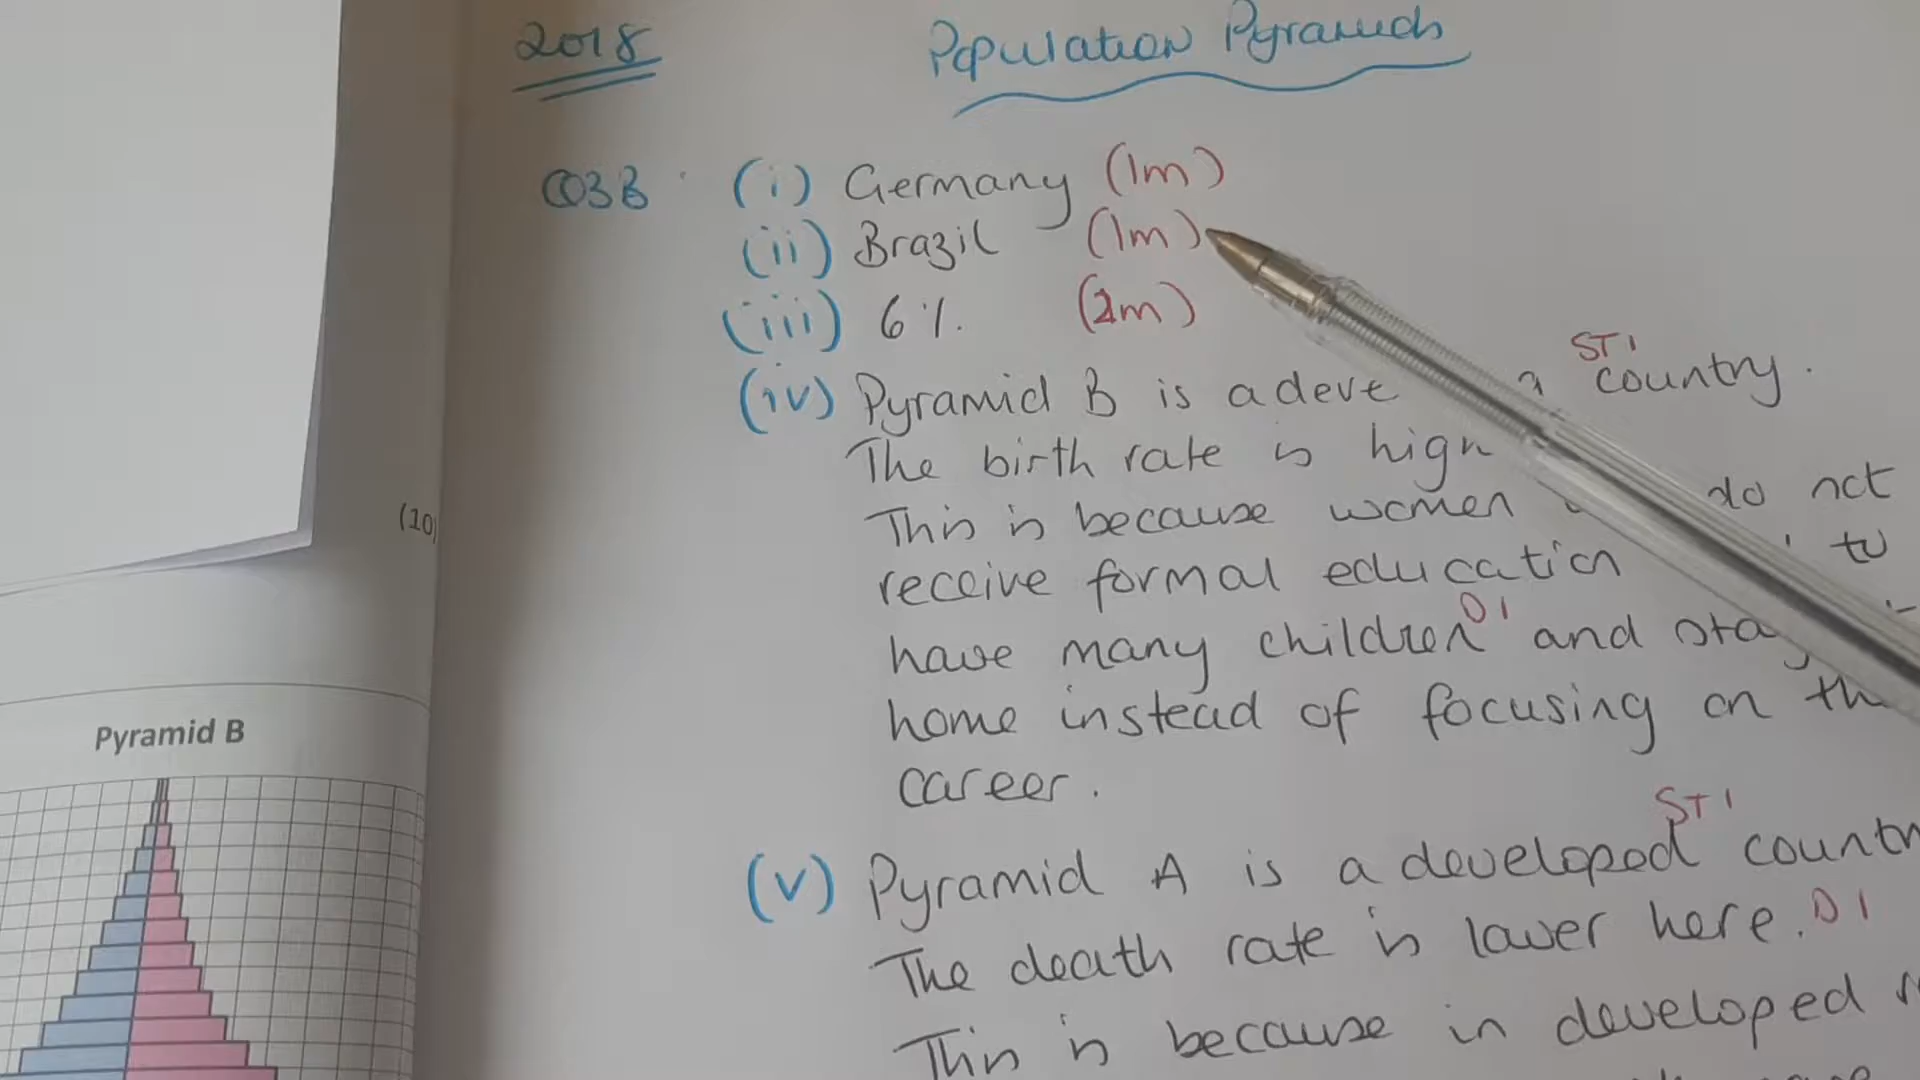 2018 Population Pyramids
Q3B (i) Germany (1m)
(ii) Brazil (1m)
(iii) 6%. (2m)
ST1
(iv) Pyramid B is a deve country.
The birth rate is high
This is because women do not
receive formal education to
D1
have many children and stay
home instead of focusing on
career.
ST1
(v) Pyramid A is a developed
The death rate is lower here. D1
This is because in developed
(10)
Pyramid B